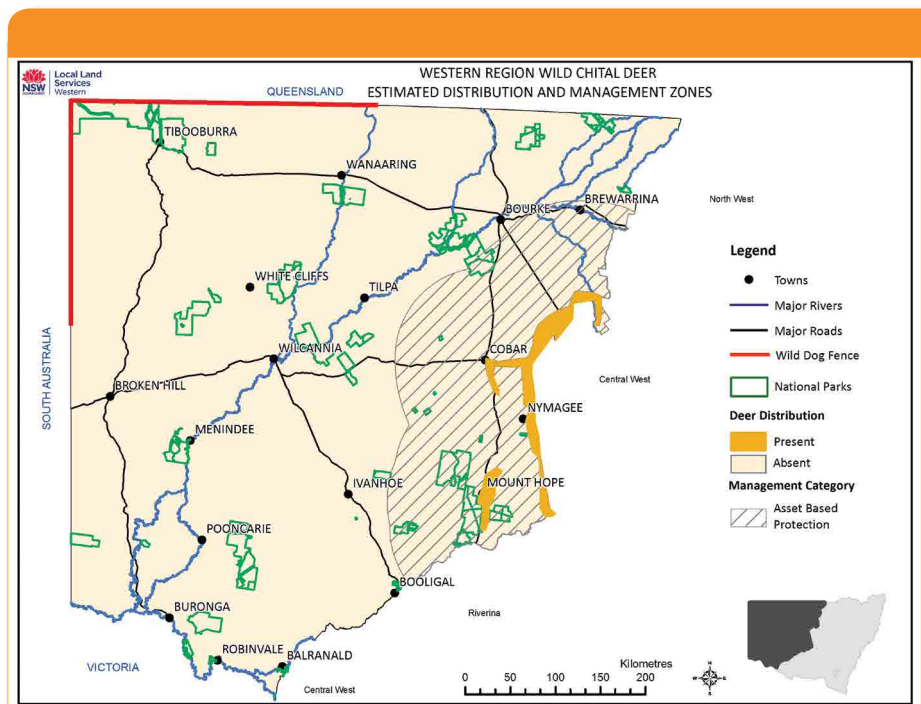 NSW
GOVERNMENT
Local Land
Services
Western
WESTERN REGION WILD CHITAL DEER
ESTIMATED DISTRIBUTION AND MANAGEMENT ZONES
QUEENSLAND
TIBOOBURRA
WANAARING
BOURKE
BREWARRINA
North West
WHITE CLIFFS
TILPA
SOUTH AUSTRALIA
WILCANNIA
COBAR
BROKEN HILL
Central West
NYMAGEE
MENINDEE
IVANHOE
MOUNT HOPE
POONCARIE
BOOLIGAL
BURONGA
Riverina
ROBINVALE
BALRANALD
VICTORIA
Central West
Legend
Towns
Major Rivers
Major Roads
Wild Dog Fence
National Parks
Deer Distribution
Present
Absent
Management Category
Asset Based
Protection
Kilometres
0 50 100 150 200
N
W E
S